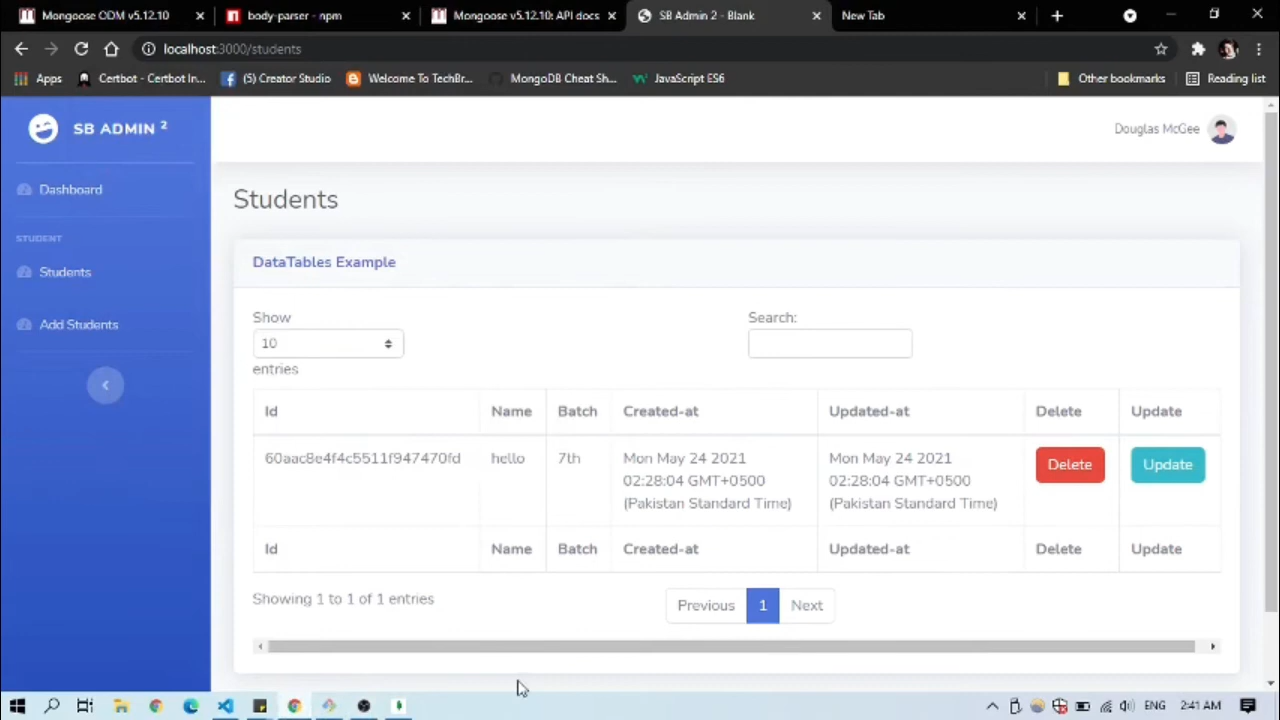 Mongoose ODM v5.12.10
body-parser - npm
Mongoose v5.12.10: API docs
SB Admin 2 - Blank
New Tab
localhost:3000/students
Apps
Certbot - Certbot In...
(5) Creator Studio
Welcome To TechBr...
MongoDB Cheat Sh...
JavaScript ES6
Other bookmarks
Reading list
SB ADMIN 2
Douglas McGee
Dashboard
STUDENT
Students
Add Students
Students
DataTables Example
Show
10
entries
Search:
Id Name Batch Created-at Updated-at Delete Update
60aac8e4f4c5511f947470fd hello 7th Mon May 24 2021 Mon May 24 2021 Delete Update
02:28:04 GMT+0500 02:28:04 GMT+0500
(Pakistan Standard Time) (Pakistan Standard Time)
Id Name Batch Created-at Updated-at Delete Update
Showing 1 to 1 of 1 entries
Previous 1 Next
ENG 2:41 AM